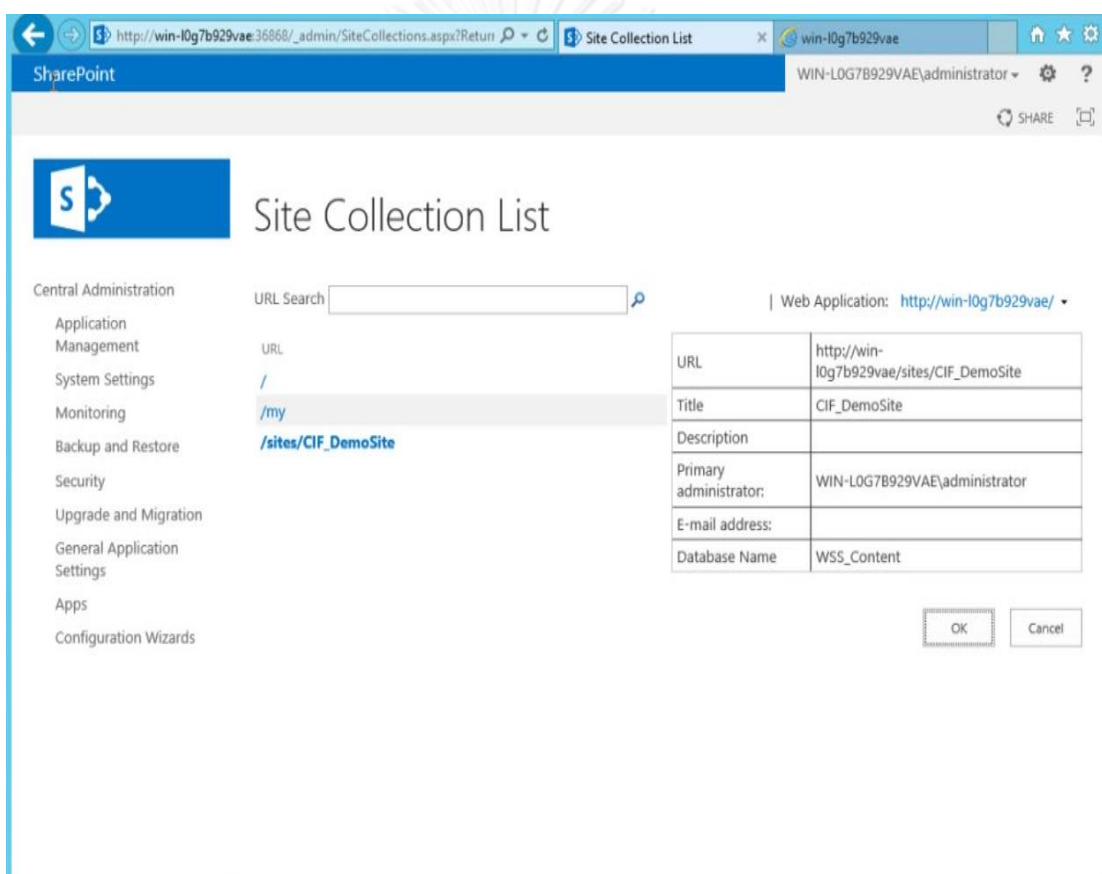 http://win-l0g7b929vae:36868/_admin/SiteCollections.aspx?Return
Site Collection List
win-l0g7b929vae
SharePoint
WIN-L0G7B929VAE\administrator
?
SHARE
S
Site Collection List
Central Administration
Application
Management
System Settings
Monitoring
Backup and Restore
Security
Upgrade and Migration
General Application
Settings
Apps
Configuration Wizards
URL Search
| Web Application: http://win-l0g7b929vae/
URL
/
/my
/sites/CIF_DemoSite
URL
http://win-
l0g7b929vae/sites/CIF_DemoSite
Title
CIF_DemoSite
Description
Primary
administrator:
WIN-L0G7B929VAE\administrator
E-mail address:
Database Name
WSS_Content
OK
Cancel